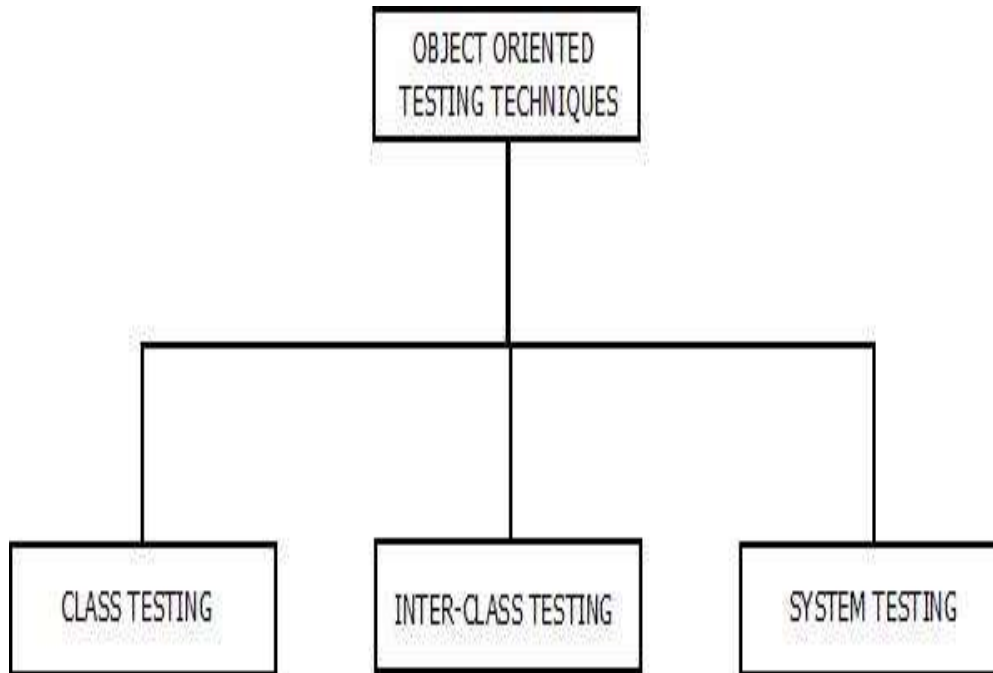 OBJECT ORIENTED
TESTING TECHNIQUES
CLASS TESTING
INTER-CLASS TESTING
SYSTEM TESTING